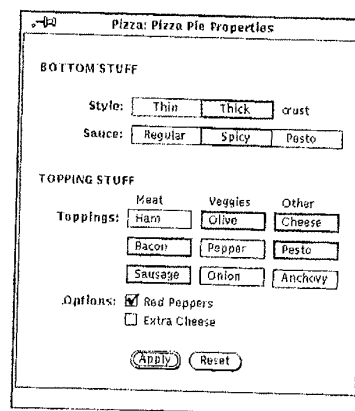 Pizza: Pizza Pie Properties
BOTTOM STUFF
Style: Thin Thick crust
Sauce: Regular Spicy Pesto
TOPPING STUFF
Meat Veggies Other
Toppings: Ham Olive Cheese
Bacon Pepper Pesto
Sausage Onion Anchovy
Options: Red Peppers
Extra Cheese
Apply Reset